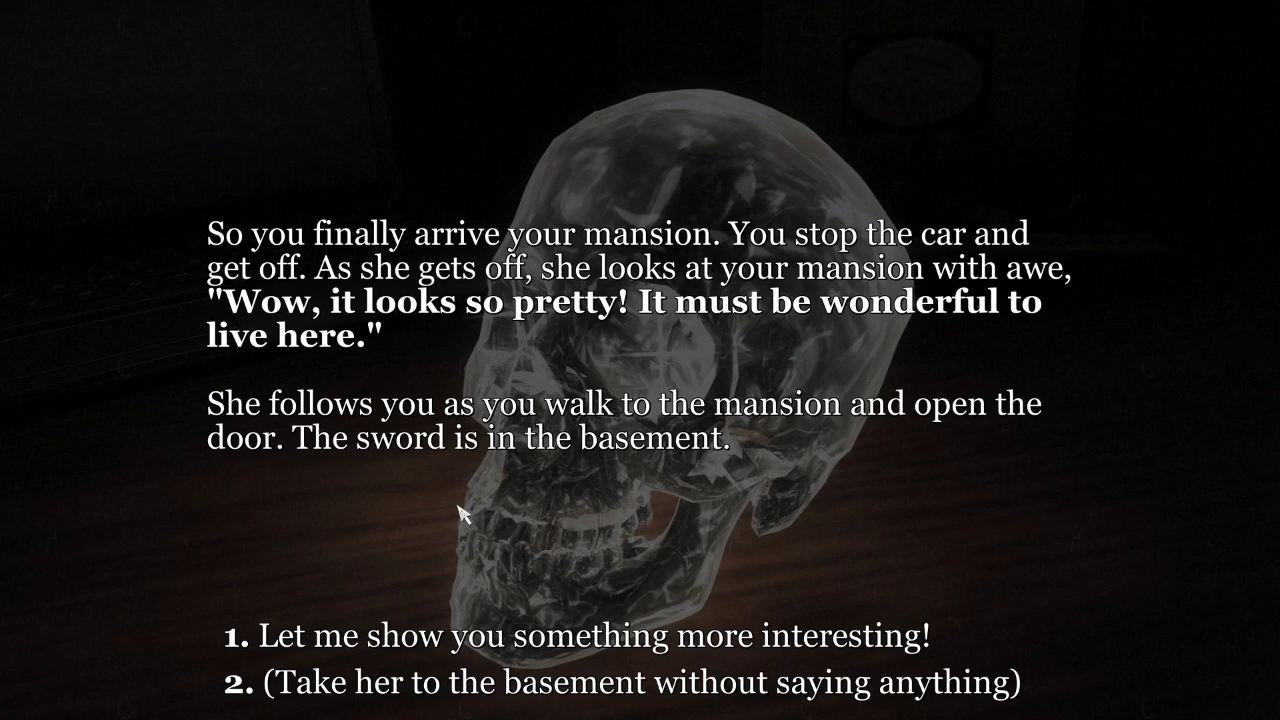 So you finally arrive your mansion. You stop the car and
get off. As she gets off, she looks at your mansion with awe,
"Wow, it looks so pretty! It must be wonderful to
live here."
She follows you as you walk to the mansion and open the
door. The sword is in the basement.
1. Let me show you something more interesting!
2. (Take her to the basement without saying anything)